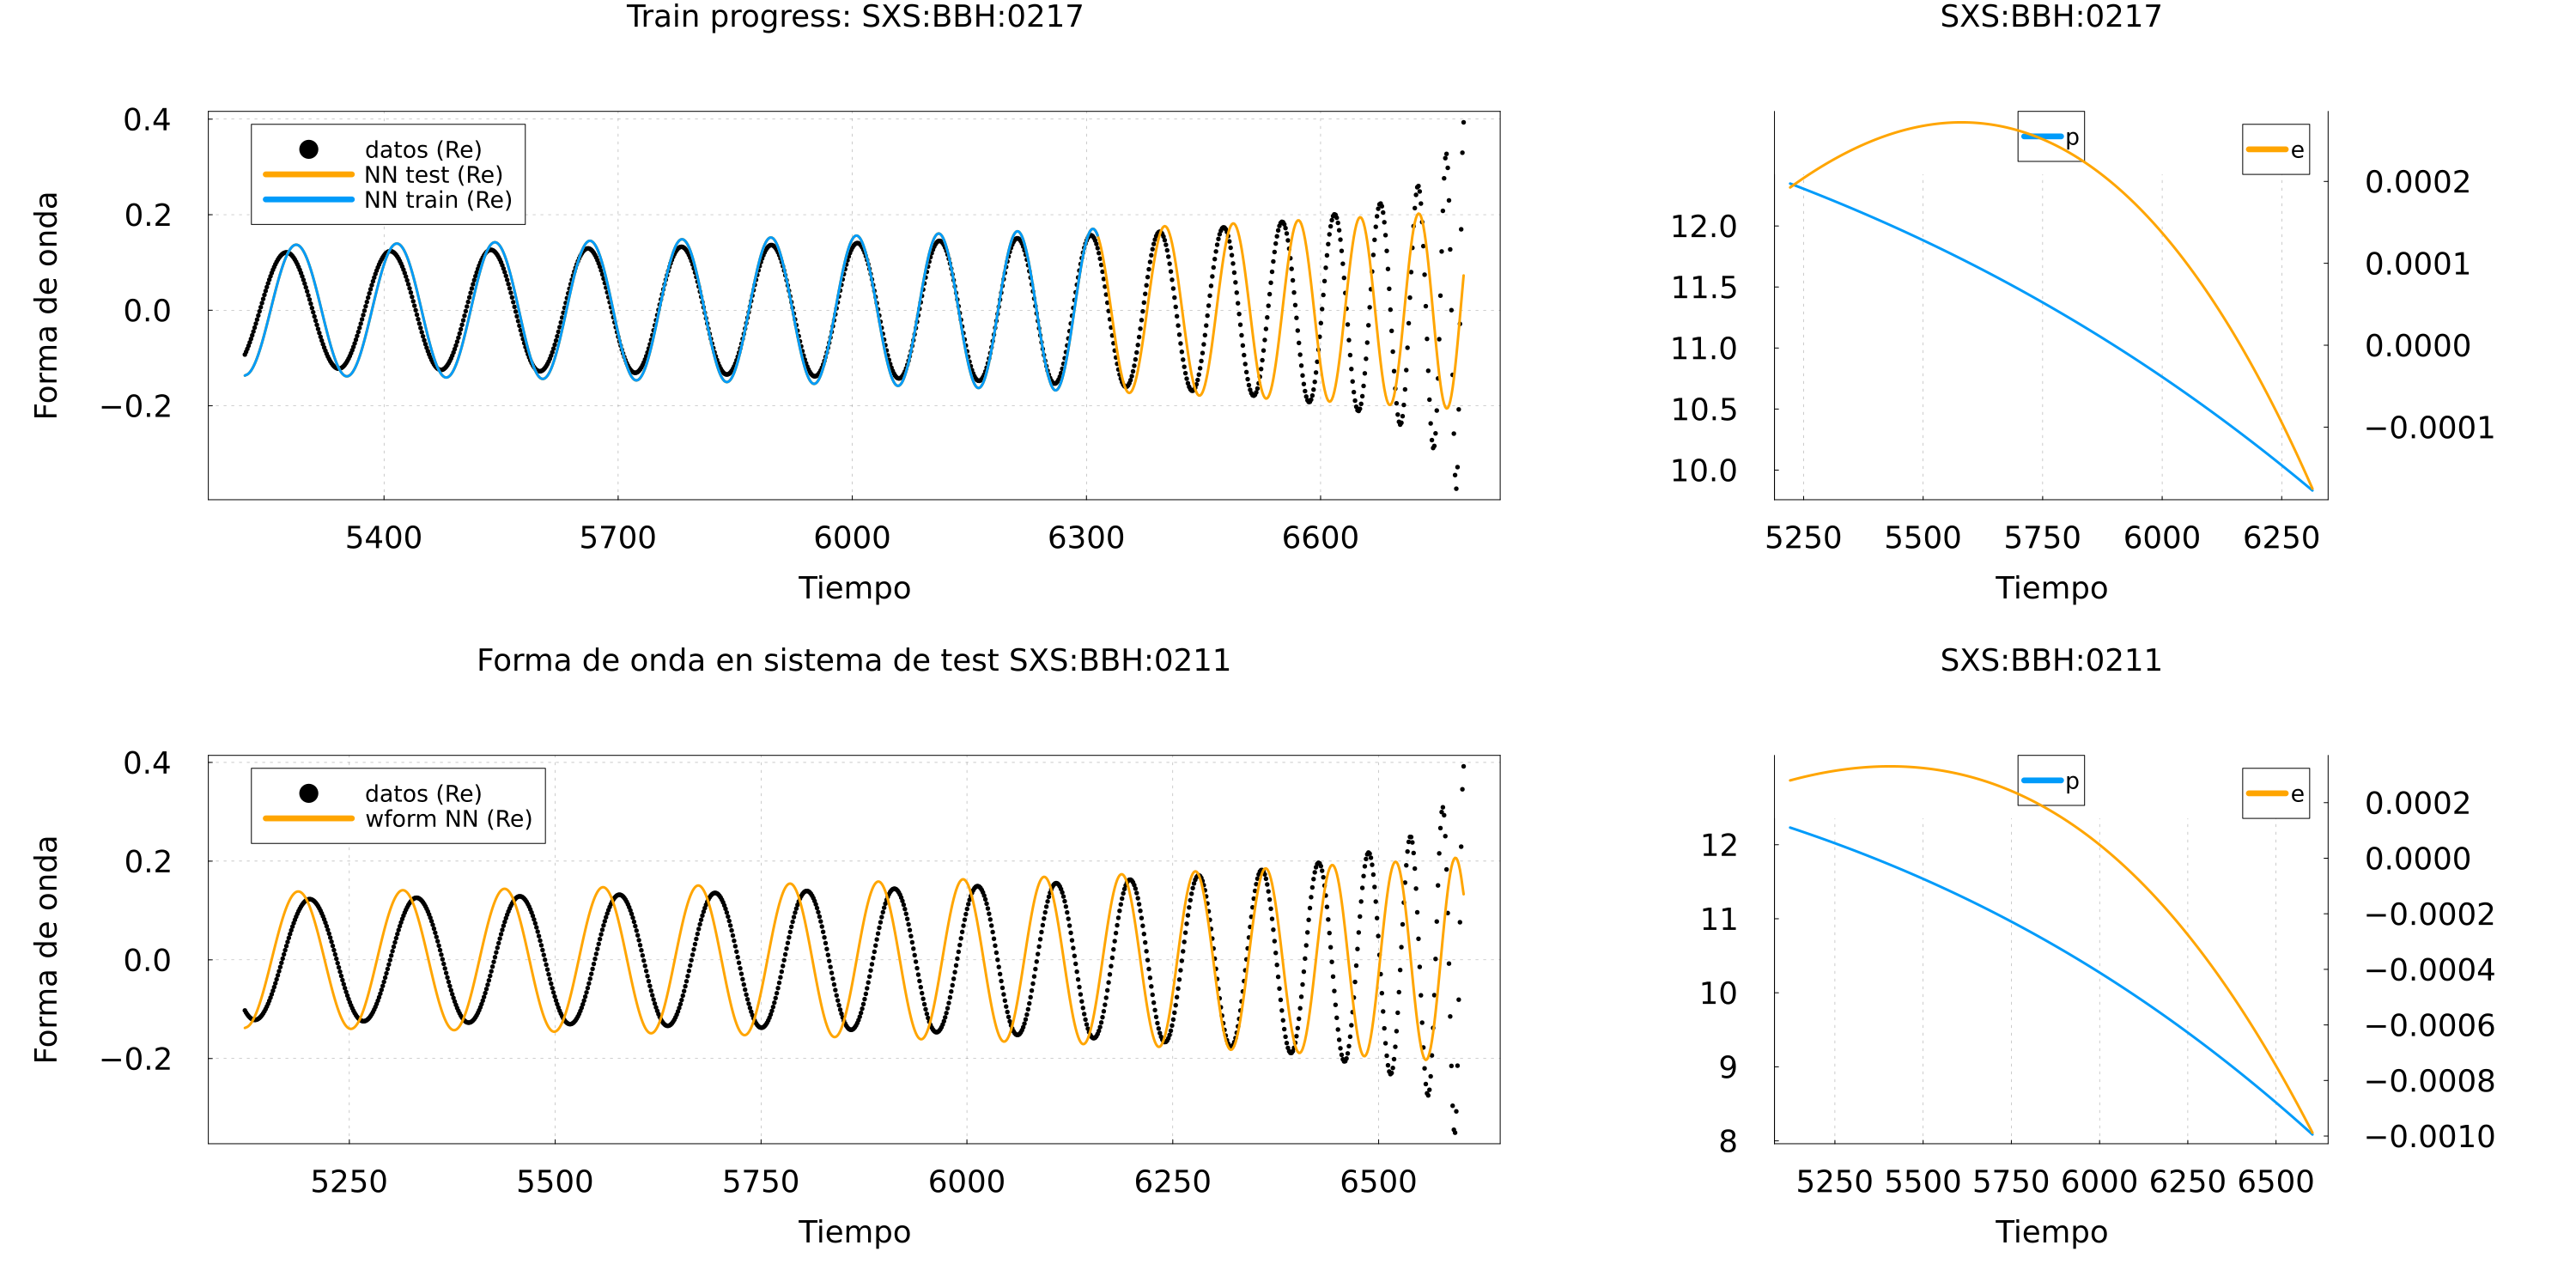 Train progress: SXS:BBH:0217
Forma de onda
0.4
0.2
0.0
−0.2
datos (Re)
NN test (Re)
NN train (Re)
5400 5700 6000 6300 6600
Tiempo
SXS:BBH:0217
12.0
11.5
11.0
10.5
10.0
p
e
0.0002
0.0001
0.0000
−0.0001
5250 5500 5750 6000 6250
Tiempo
Forma de onda en sistema de test SXS:BBH:0211
Forma de onda
0.4
0.2
0.0
−0.2
datos (Re)
wform NN (Re)
5250 5500 5750 6000 6250 6500
Tiempo
SXS:BBH:0211
12
11
10
9
8
p
e
0.0002
0.0000
−0.0002
−0.0004
−0.0006
−0.0008
−0.0010
5250 5500 5750 6000 6250 6500
Tiempo